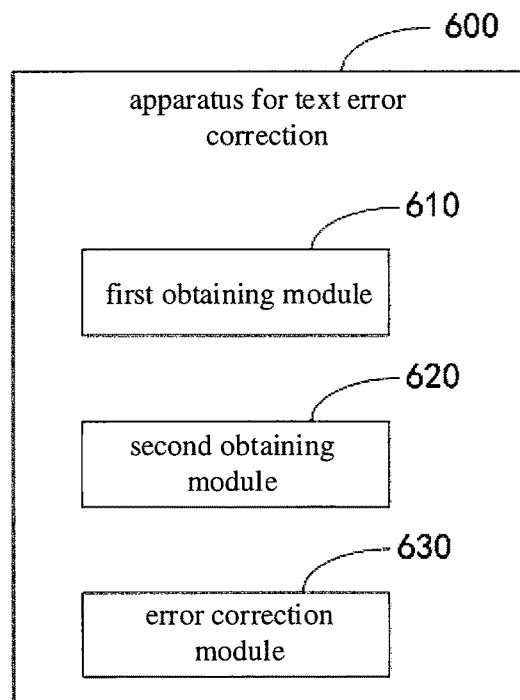 600
apparatus for text error
correction
610
first obtaining module
620
second obtaining
module
630
error correction
module